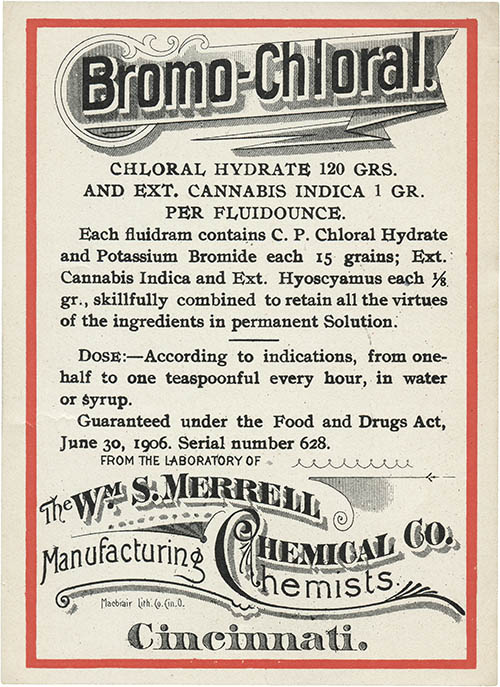 Bromo-Chloral.
CHLORAL HYDRATE 120 GRS.
AND EXT. CANNABIS INDICA 1 GR.
PER FLUIDOUNCE.
Each fluidram contains C. P. Chloral Hydrate
and Potassium Bromide each 15 grains; Ext.
Cannabis Indica and Ext. Hyoscyamus each ⅛
gr., skillfully combined to retain all the virtues
of the ingredients in permanent Solution.
DOSE:—According to indications, from one-
half to one teaspoonful every hour, in water
or syrup.
Guaranteed under the Food and Drugs Act,
June 30, 1906. Serial number 628.
FROM THE LABORATORY OF
The WM S. MERRELL
CHEMICAL CO.
Manufacturing Chemists.
Macbrair Lith. Co. Cin. O.
Cincinnati.